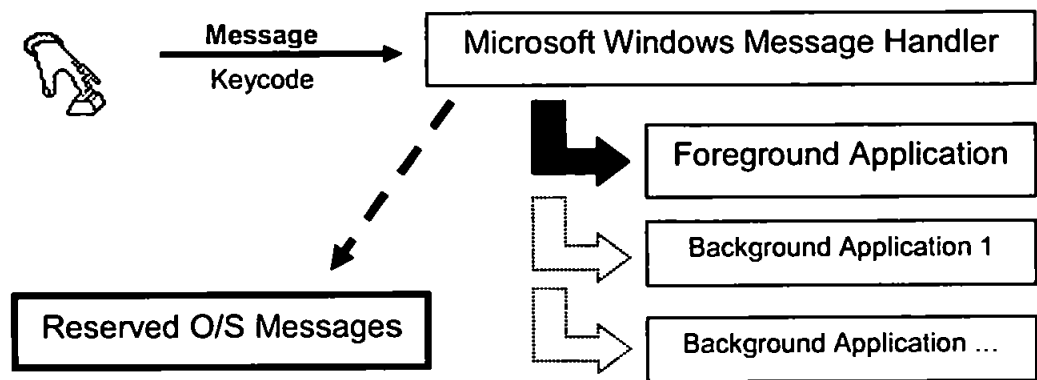 Message
Keycode
Microsoft Windows Message Handler
Foreground Application
Background Application 1
Reserved O/S Messages
Background Application ...